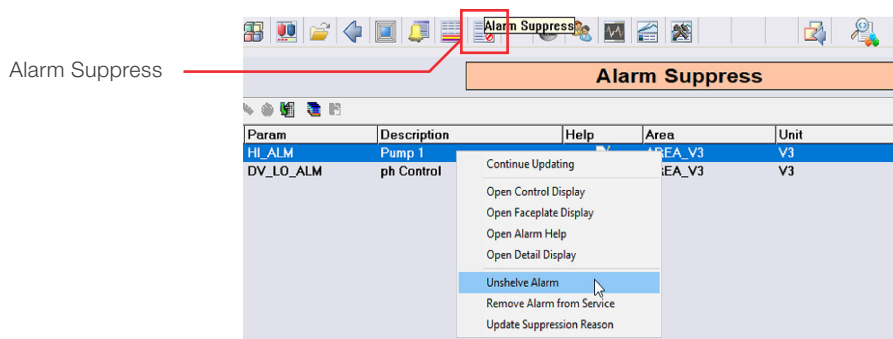 Alarm Suppress
Alarm Suppress
Alarm Suppress
Param Description Help Area Unit
HI_ALM Pump 1 AREA_V3 V3
DV_LO_ALM ph Control AREA_V3 V3
Continue Updating
Open Control Display
Open Faceplate Display
Open Alarm Help
Open Detail Display
Unshelve Alarm
Remove Alarm from Service
Update Suppression Reason